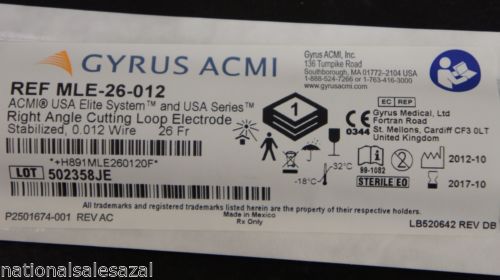 GYRUS ACMI
Gyrus ACMI, Inc.
136 Turnpike Road
Southborough, MA 01772-2104 USA
1-888-524-7266 or 1-763-416-3000
www.gyrusacmi.com
REF MLE-26-012
ACMI® USA Elite System™ and USA Series™
Right Angle Cutting Loop Electrode
Stabilized, 0.012 Wire 26 Fr
1
EC REP
Gyrus Medical, Ltd
Fortran Road
St. Mellons, Cardiff CF3 0LT
United Kingdom
CE 0344
*+H891MLE260120F*
LOT 502358JE
-18°C
-32°C
99-1082
STERILE EO
2012-10
2017-10
All trademarks and registered trademarks are the property of their respective owners.
Made in Mexico
Rx Only
P2501674-001 REV AC
LB520642 REV DB
nationalsalesazal